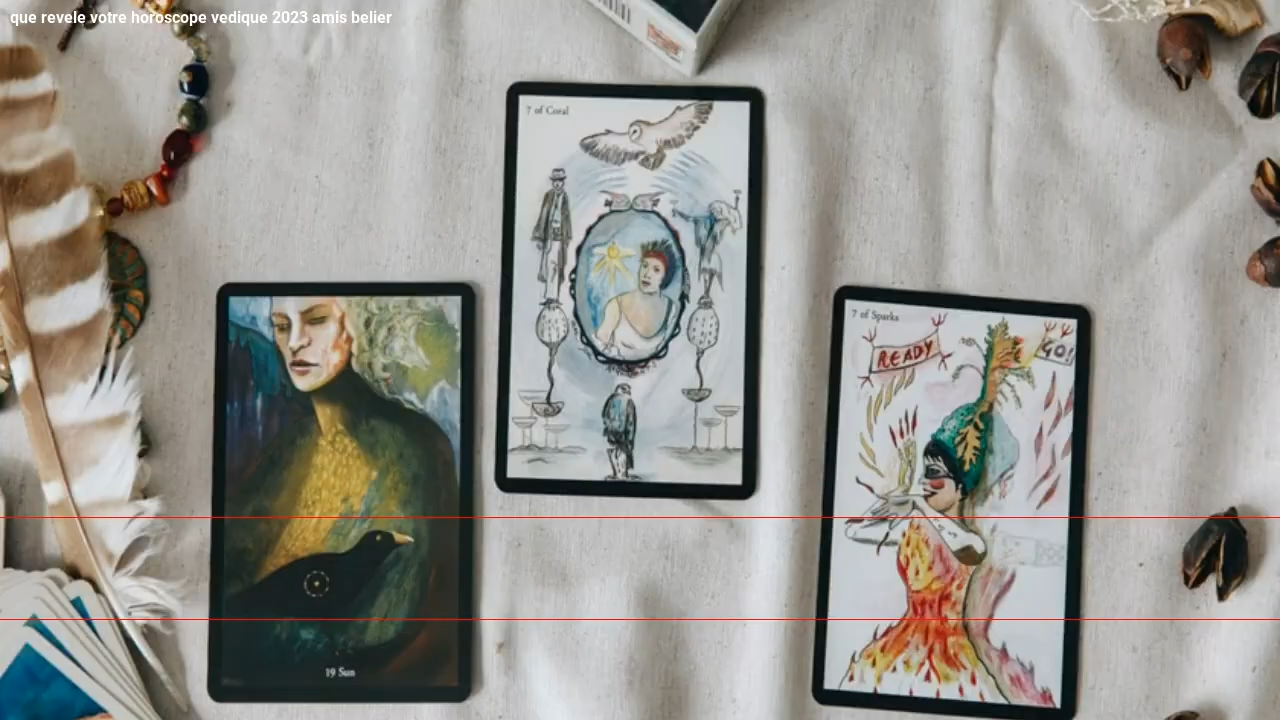 que revele votre horoscope vedique 2023 amis belier
7 of Coral
7 of Sparks
READY
GO!
19 Sun